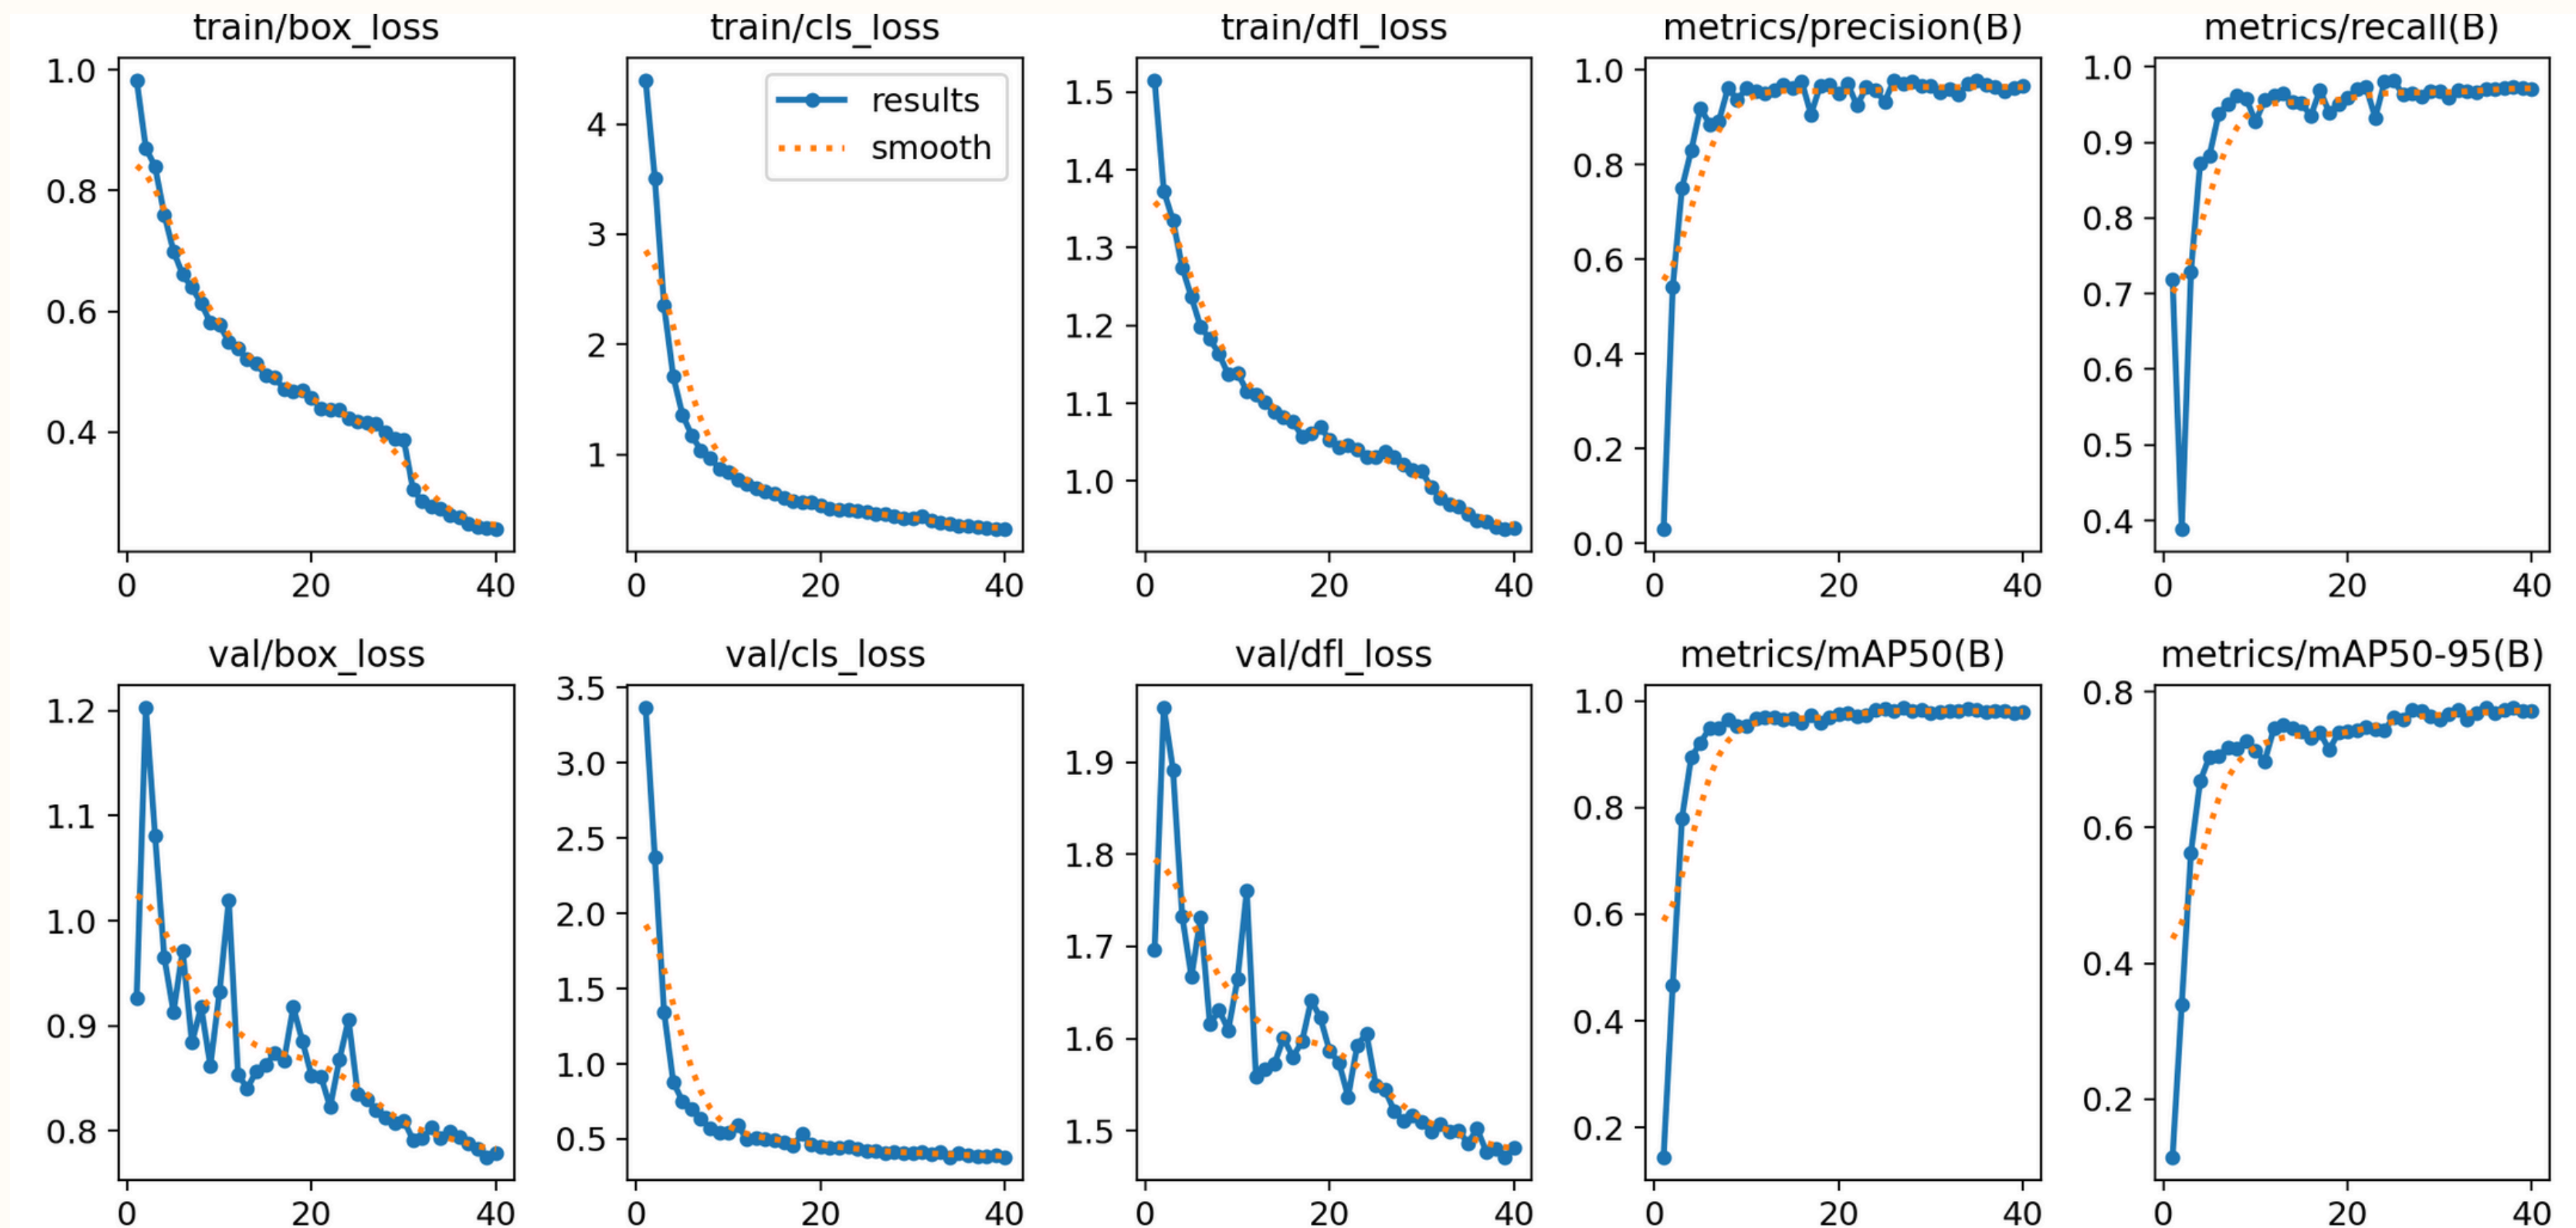 train/box_loss
1.0
0.8
0.6
0.4
0 20 40
train/cls_loss
4
3
2
1
results
smooth
0 20 40
train/dfl_loss
1.5
1.4
1.3
1.2
1.1
1.0
0 20 40
metrics/precision(B)
1.0
0.8
0.6
0.4
0.2
0.0
0 20 40
metrics/recall(B)
1.0
0.9
0.8
0.7
0.6
0.5
0.4
0 20 40
val/box_loss
1.2
1.1
1.0
0.9
0.8
0 20 40
val/cls_loss
3.5
3.0
2.5
2.0
1.5
1.0
0.5
0 20 40
val/dfl_loss
1.9
1.8
1.7
1.6
1.5
0 20 40
metrics/mAP50(B)
1.0
0.8
0.6
0.4
0.2
0 20 40
metrics/mAP50-95(B)
0.8
0.6
0.4
0.2
0 20 40